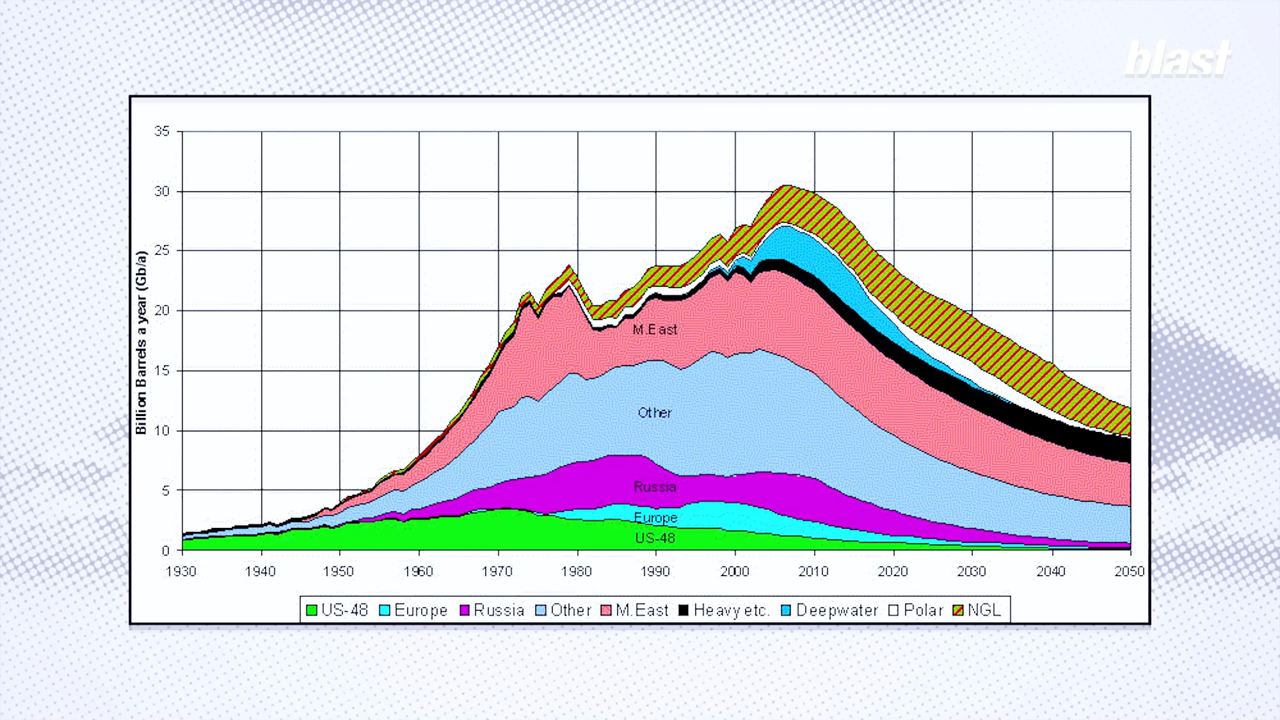 blast
35
30
25
20
15
10
5
0
Billion Barrels a year (Gb/a)
M.East
Other
Russia
Europe
US-48
1930 1940 1950 1960 1970 1980 1990 2000 2010 2020 2030 2040 2050
US-48 Europe Russia Other M.East Heavy etc. Deepwater Polar NGL